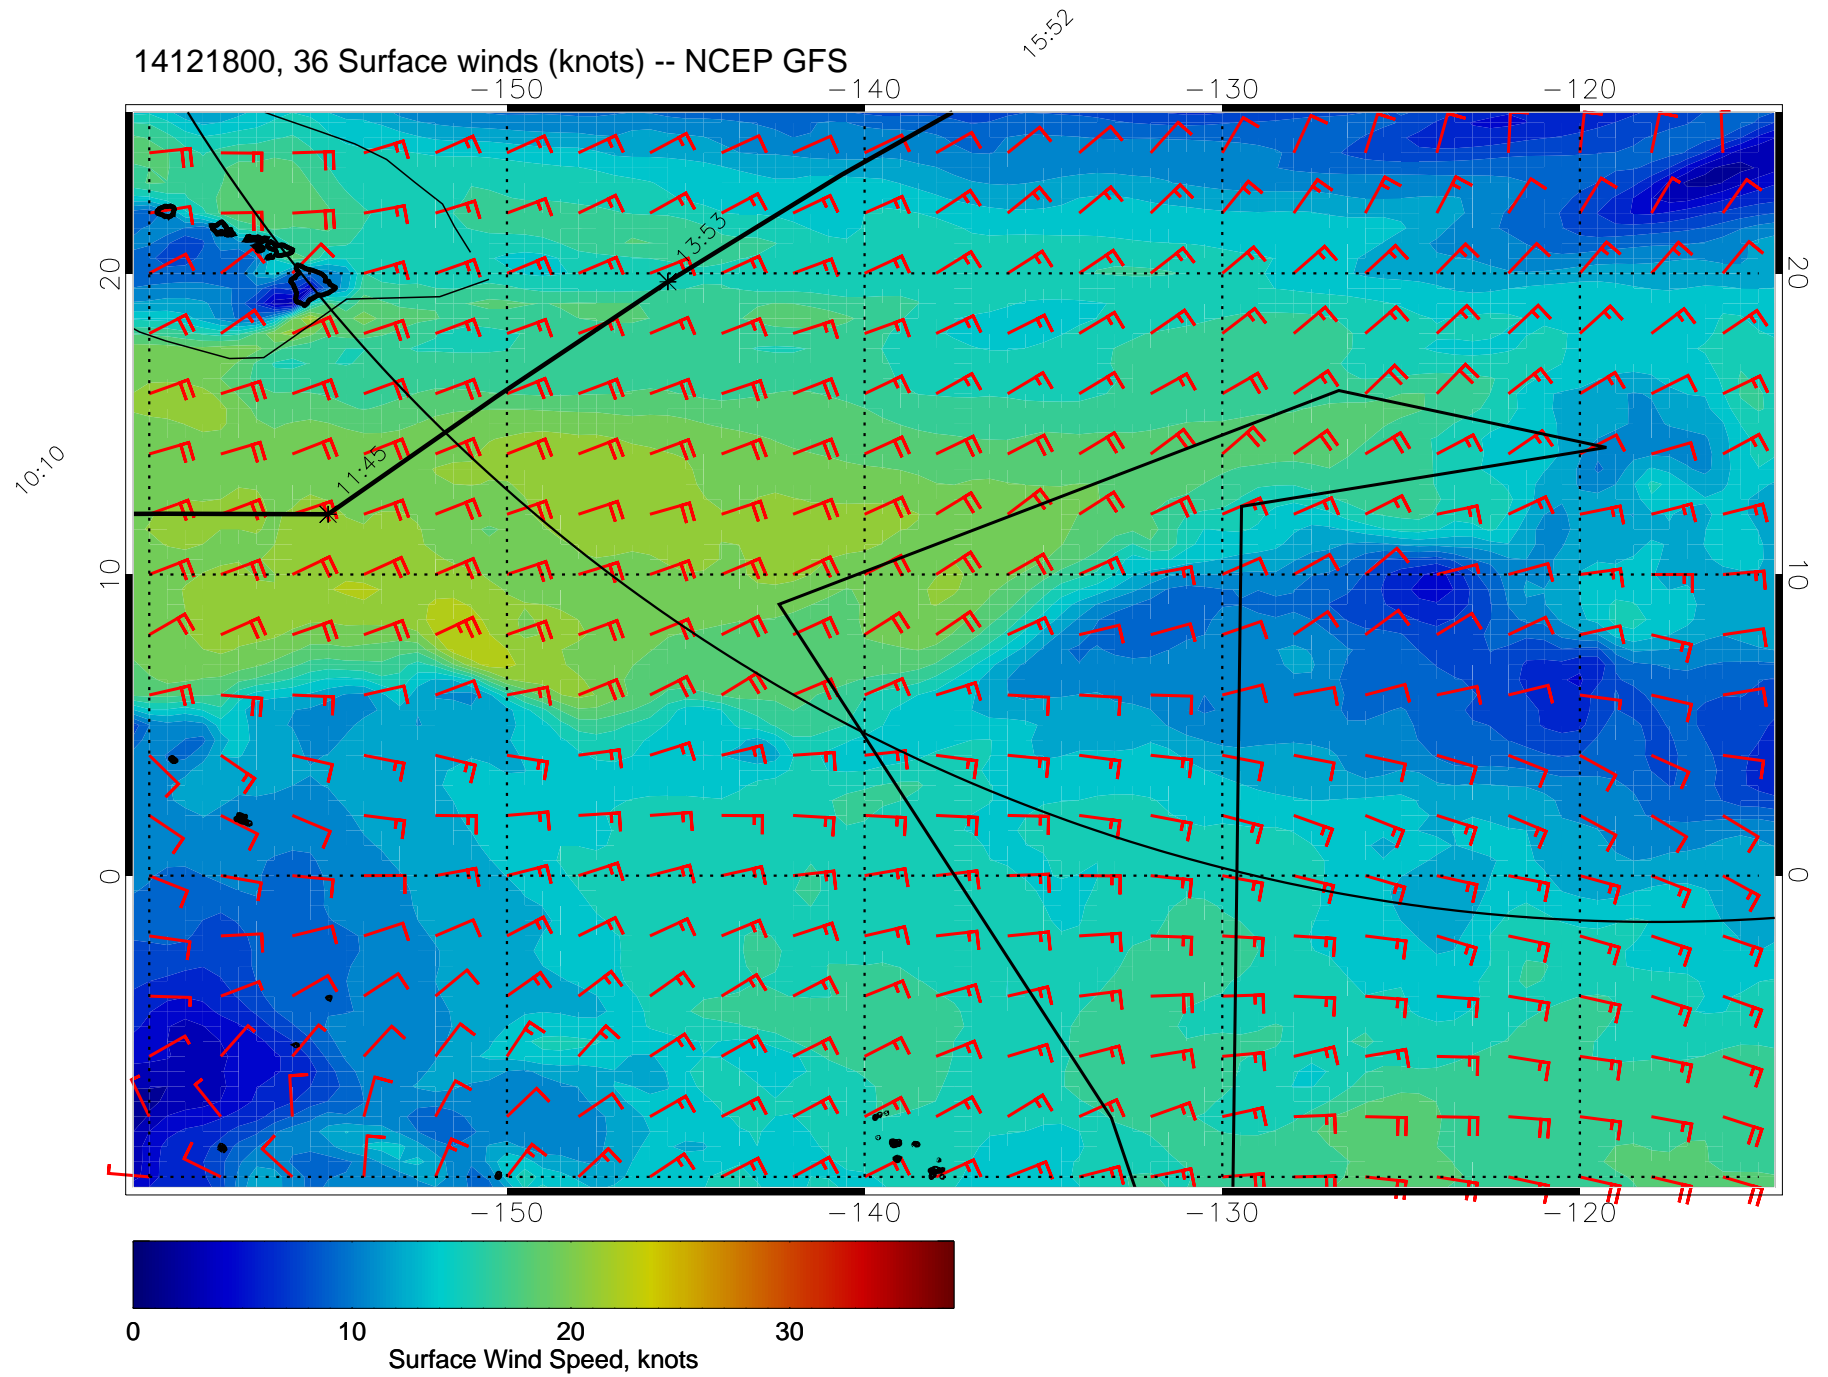 15:52
14121800, 36 Surface winds (knots) -- NCEP GFS
-150 -140 -130 -120
13:53
20 20
10:10
11:45
10 10
0 0
-150 -140 -130 -120
0 10 20 30
Surface Wind Speed, knots